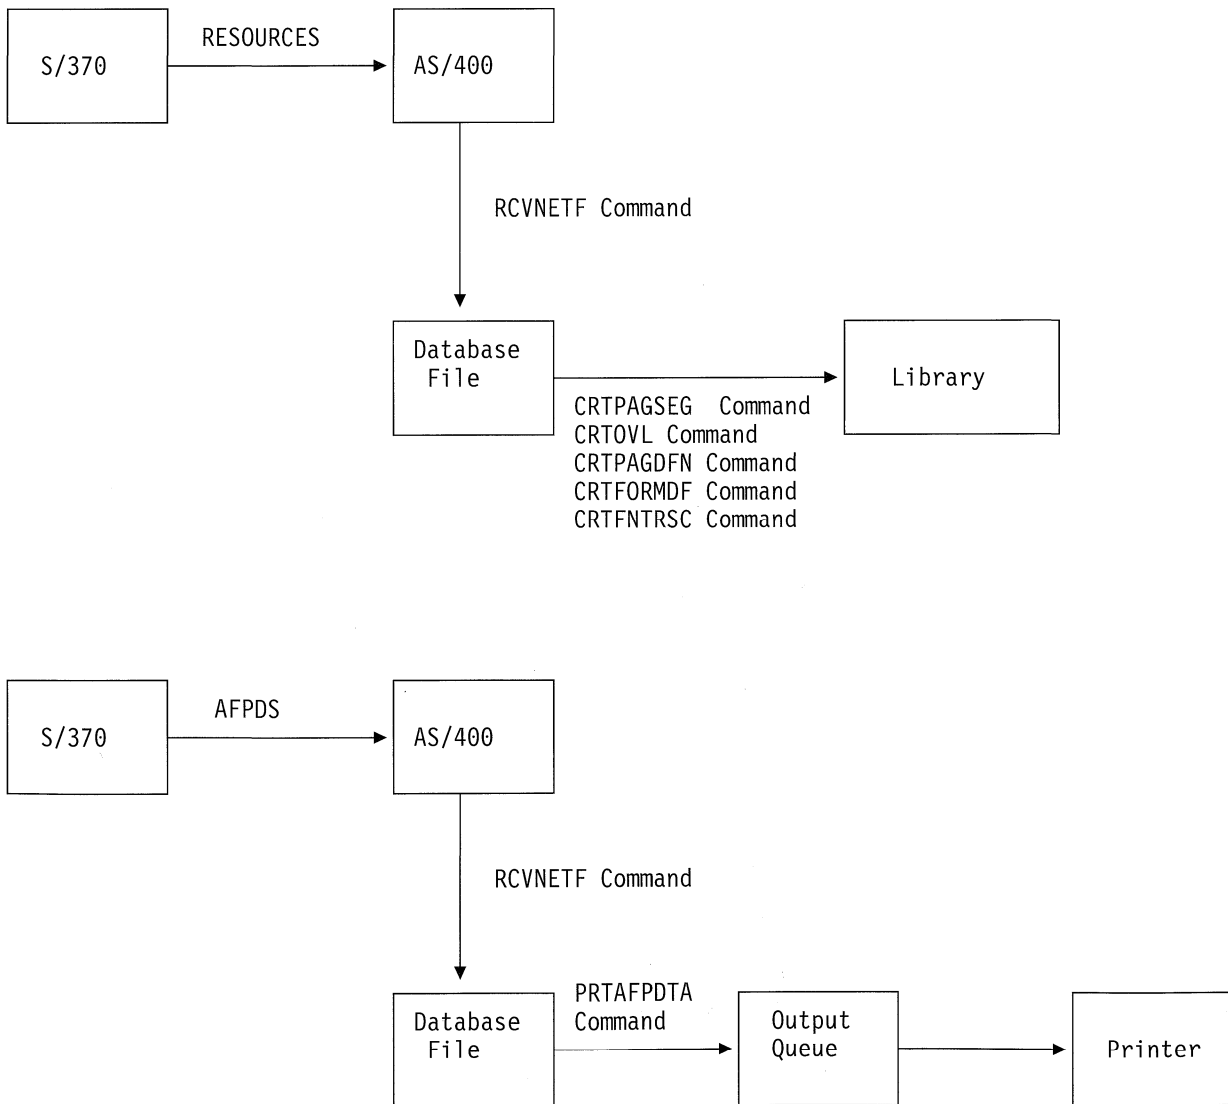 RESOURCES
S/370
AS/400
RCVNETF Command
Database
File
Library
CRTPAGSEG Command
CRTOVL Command
CRTPAGDFN Command
CRTFORMDF Command
CRTFNTRSC Command
AFPDS
S/370
AS/400
RCVNETF Command
PRTAFPDTA
Command
Database
File
Output
Queue
Printer